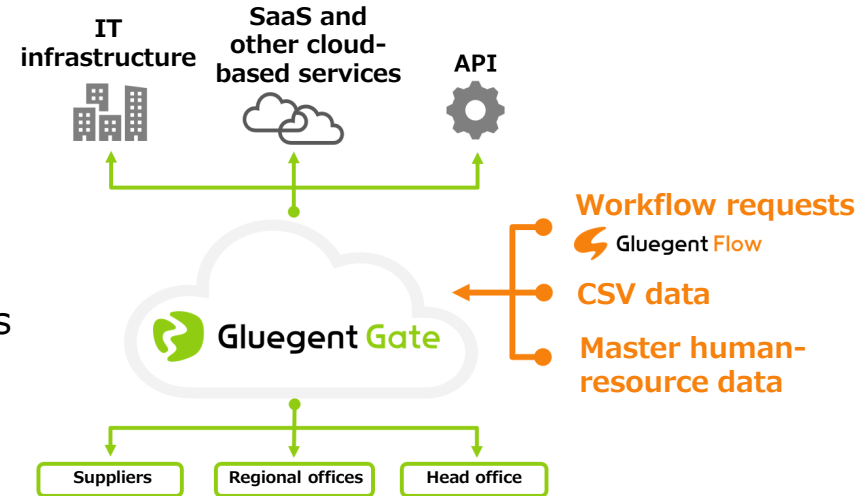 IT
infrastructure
SaaS and
other cloud-
based services
API
Workflow requests
Gluegent Flow
CSV data
Master human-
resource data
s
Gluegent Gate
Suppliers
Regional offices
Head office